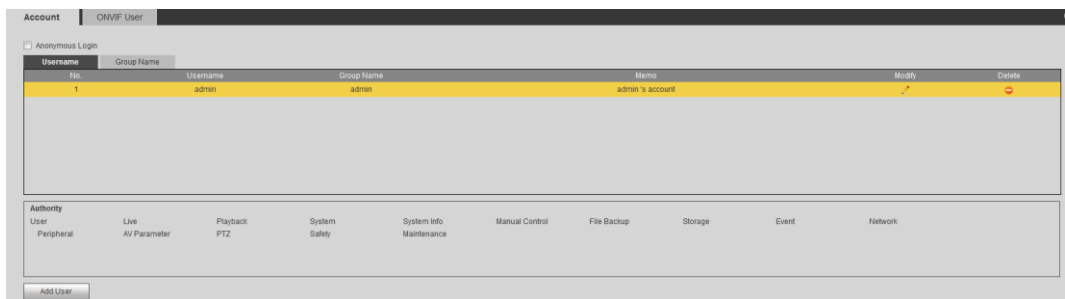 Account ONVIF User
Anonymous Login
Username Group Name
No. Username Group Name Memo Modify Delete
1 admin admin admin 's account
Authority
User Live Playback System System Info Manual Control File Backup Storage Event Network
Peripheral AV Parameter PTZ Safety Maintenance
Add User